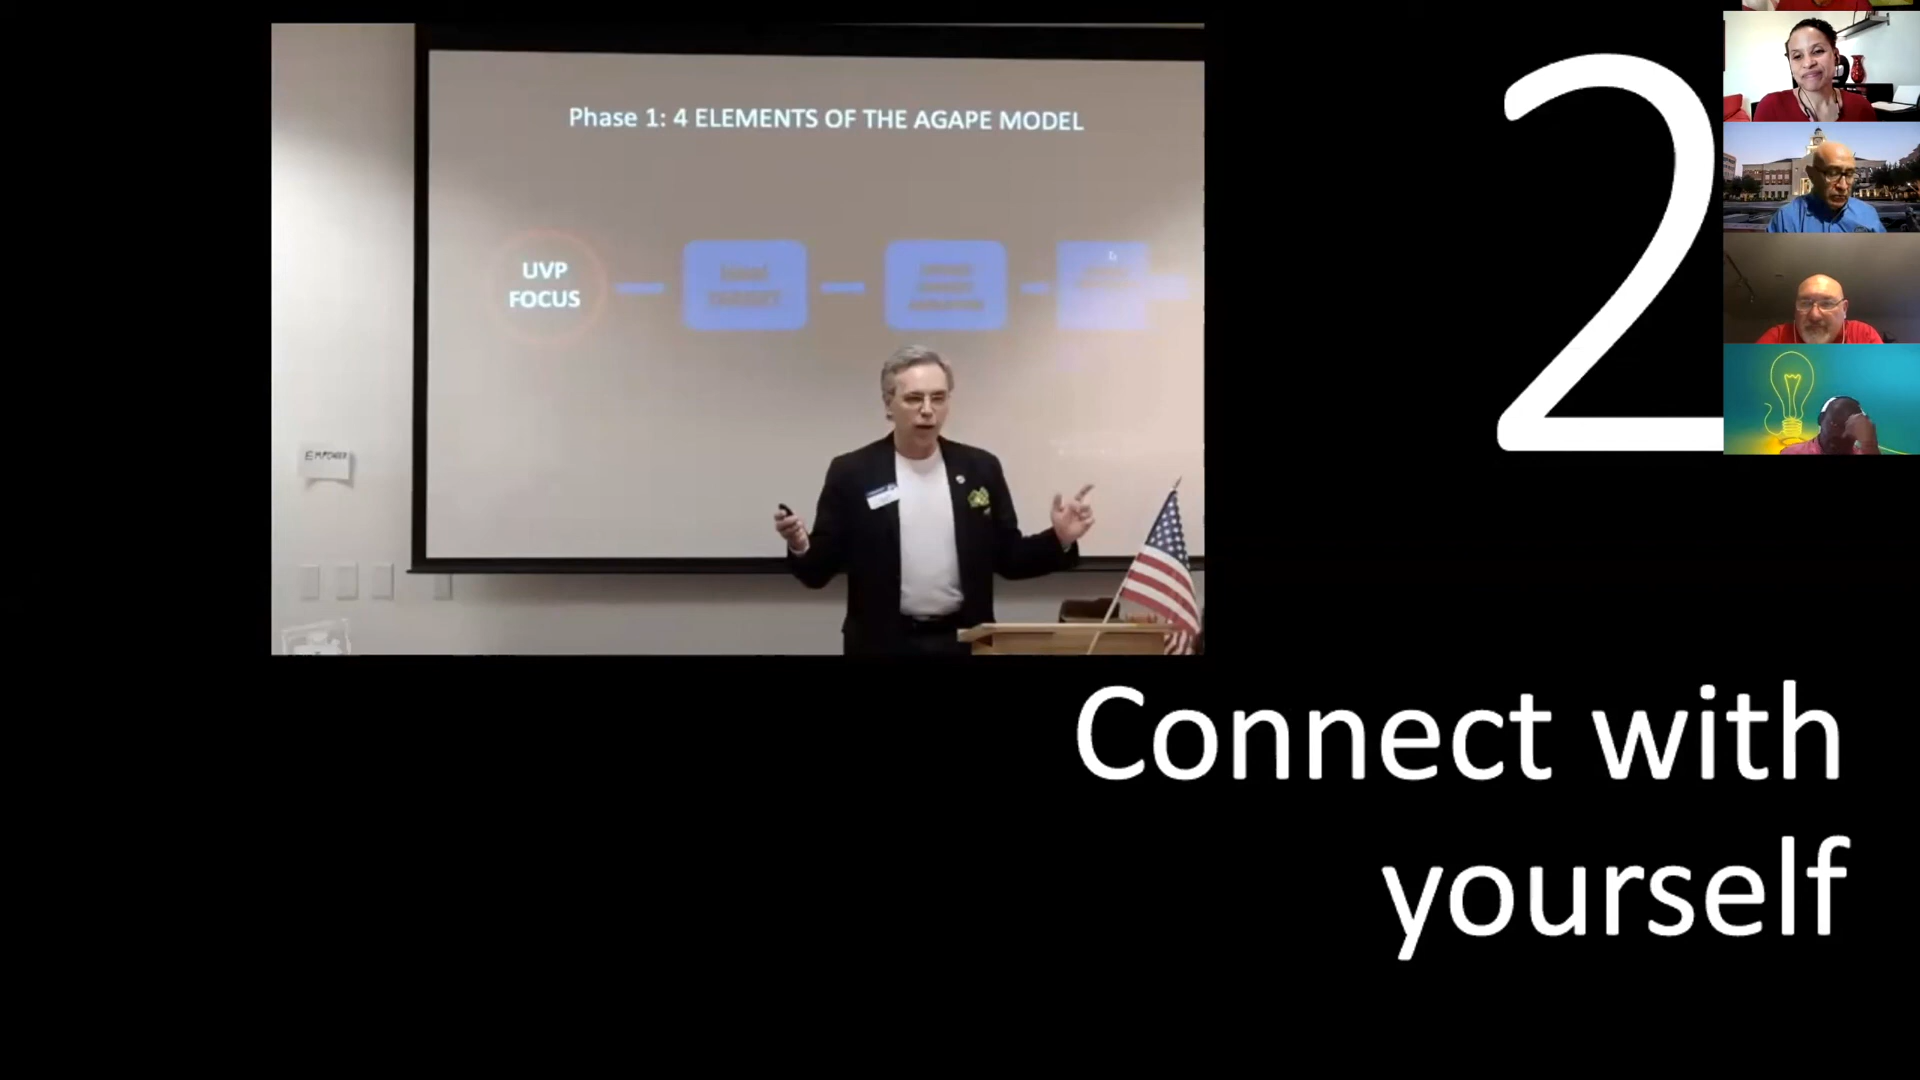 Phase 1: 4 ELEMENTS OF THE AGAPE MODEL
UVP
FOCUS
EMPOWER
2
Connect with
yourself